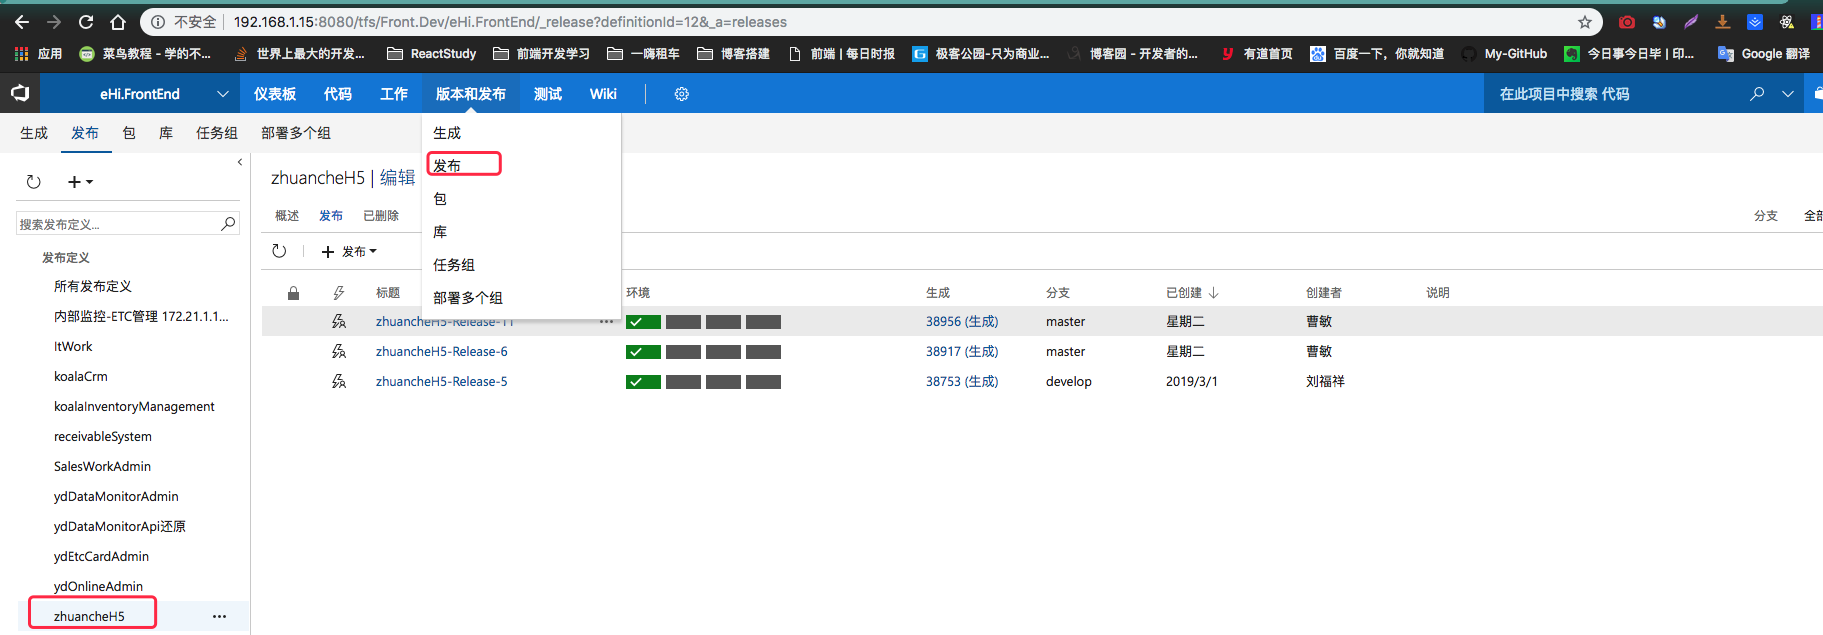 不安全 192.168.1.15:8080/tfs/Front.Dev/eHi.FrontEnd/_release?definitionId=12&_a=releases
应用 菜鸟教程 - 学的不... 世界上最大的开发... ReactStudy 前端开发学习 一嗨租车 博客搭建 前端 | 每日时报 极客公园-只为商业... 博客园 - 开发者的... 有道首页 百度一下，你就知道 My-GitHub 今日事今日毕 | 印... Google 翻译
eHi.FrontEnd 仪表板 代码 工作 版本和发布 测试 Wiki 在此项目中搜索 代码
生成 发布 包 库 任务组 部署多个组
生成
发布
包
库
任务组
部署多个组
搜索发布定义...
发布定义
所有发布定义
内部监控-ETC管理 172.21.1.1...
ItWork
koalaCrm
koalaInventoryManagement
receivableSystem
SalesWorkAdmin
ydDataMonitorAdmin
ydDataMonitorApi还原
ydEtcCardAdmin
ydOnlineAdmin
zhuancheH5 ...
zhuancheH5 | 编辑
概述 发布 已删除 分支
+ 发布
标题 环境 生成 分支 已创建 ↓ 创建者 说明
zhuancheH5-Release-11 ... 38956 (生成) master 星期二 曹敏
zhuancheH5-Release-6 38917 (生成) master 星期二 曹敏
zhuancheH5-Release-5 38753 (生成) develop 2019/3/1 刘福祥